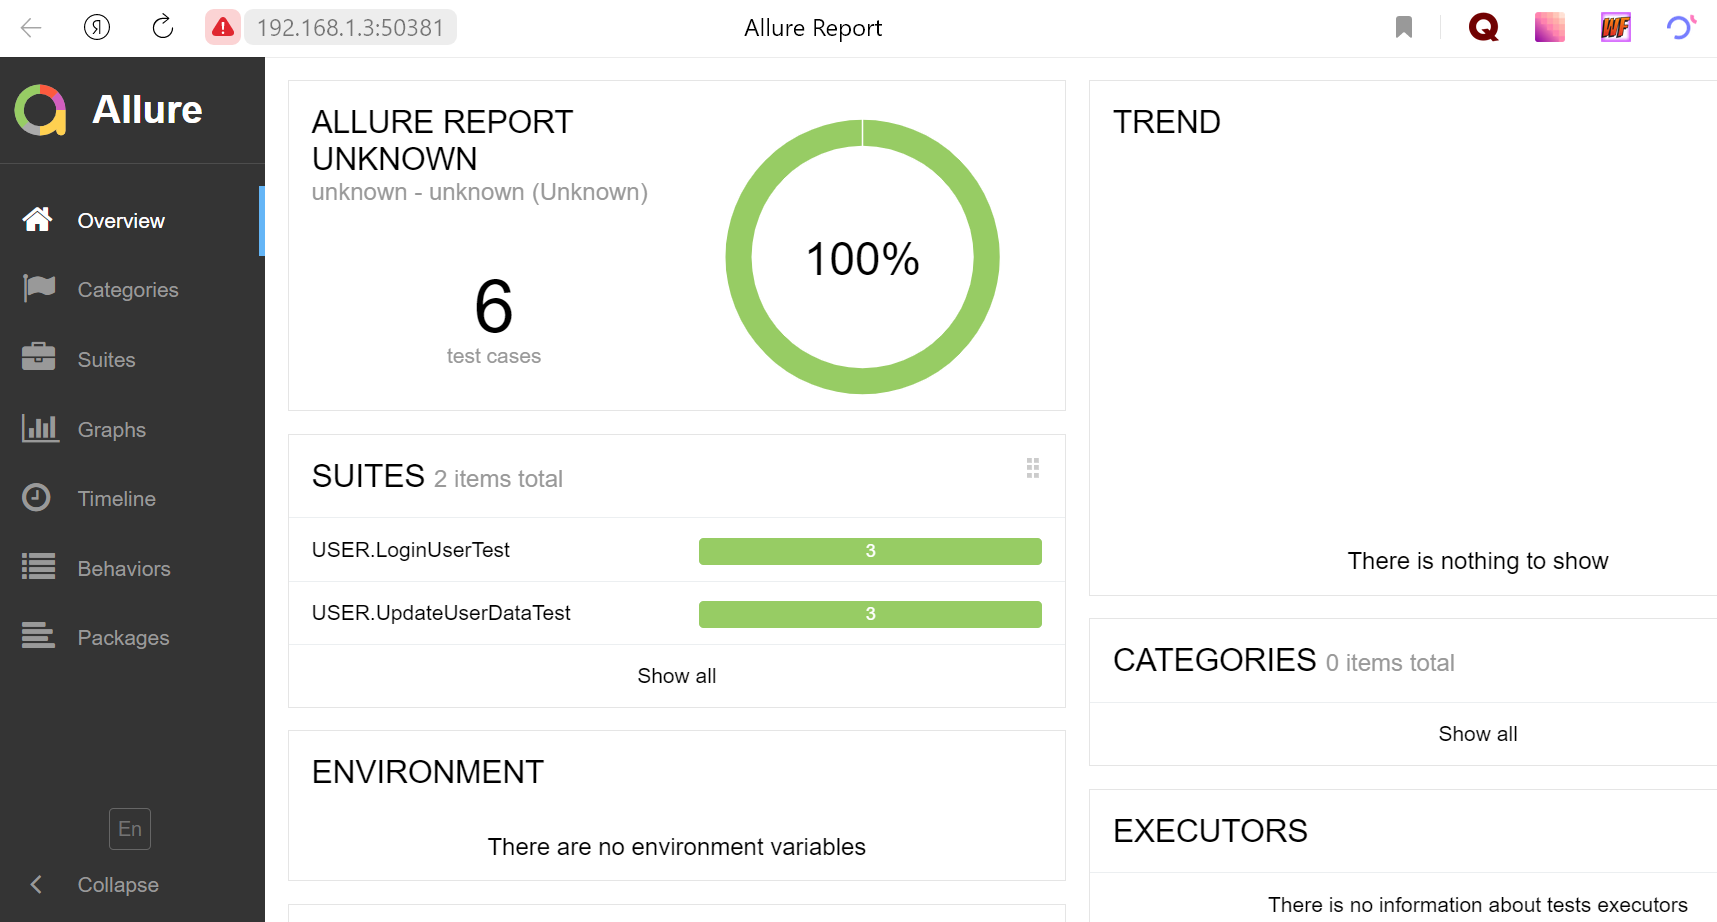 Я
192.168.1.3:50381
Allure Report
Q
WF
Allure
Overview
Categories
Suites
Graphs
Timeline
Behaviors
Packages
En
Collapse
ALLURE REPORT
UNKNOWN
unknown - unknown (Unknown)
6
test cases
100%
SUITES 2 items total
USER.LoginUserTest 3
USER.UpdateUserDataTest 3
Show all
ENVIRONMENT
There are no environment variables
TREND
There is nothing to show
CATEGORIES 0 items total
Show all
EXECUTORS
There is no information about tests executors